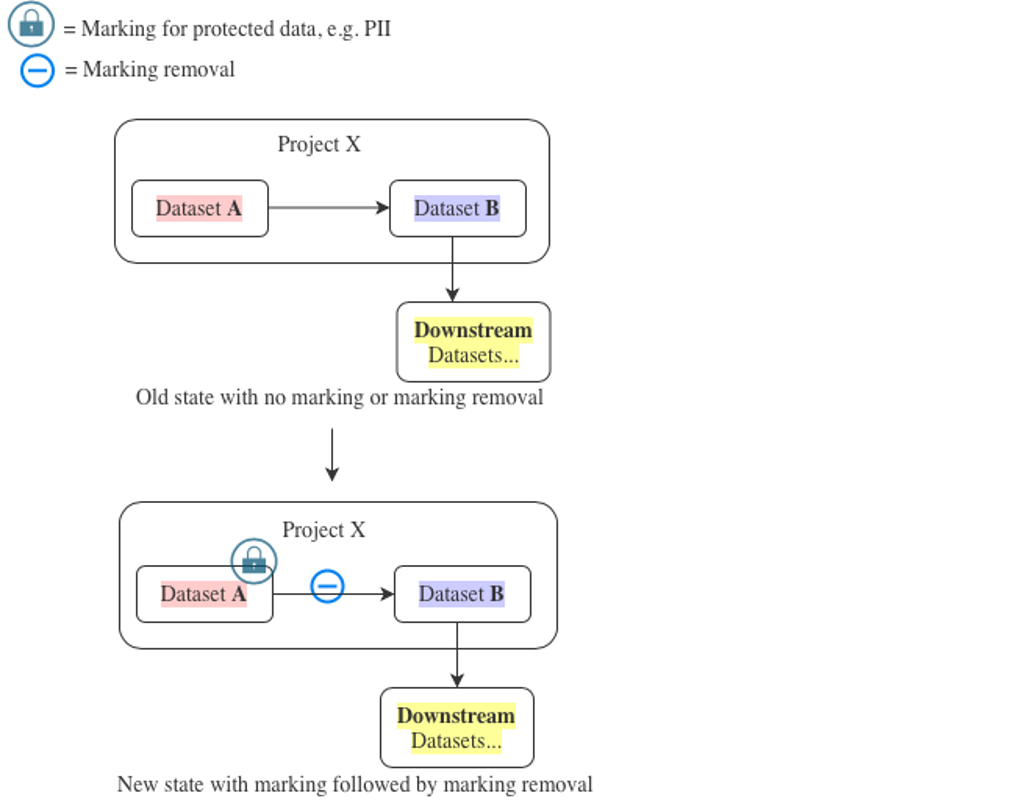 = Marking for protected data, e.g. PII
= Marking removal
Project X
Dataset A
Dataset B
Downstream
Datasets...
Old state with no marking or marking removal
Project X
Dataset A
Dataset B
Downstream
Datasets...
New state with marking followed by marking removal